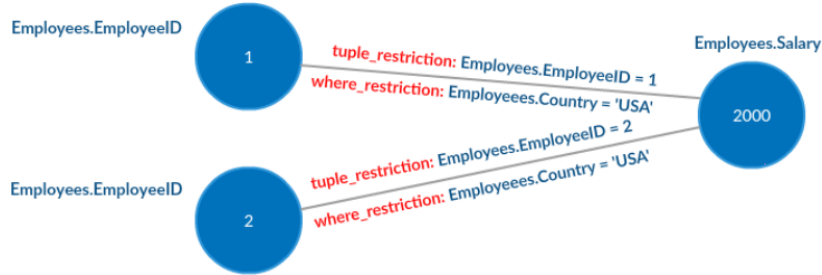 Employees.EmployeeID
1
tuple_restriction: Employees.EmployeeID = 1
where_restriction: Employeees.Country = 'USA'
Employees.Salary
2000
tuple_restriction: Employees.EmployeeID = 2
where_restriction: Employeees.Country = 'USA'
Employees.EmployeeID
2